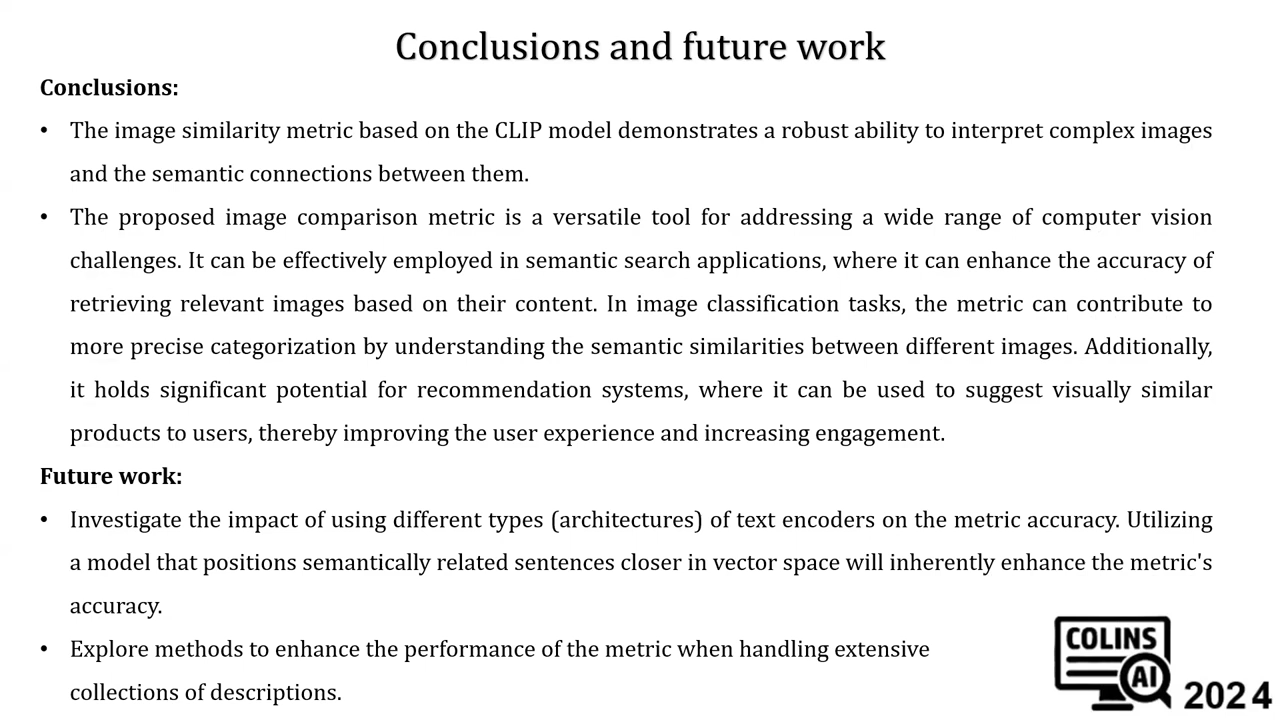 Conclusions and future work
Conclusions:
• The image similarity metric based on the CLIP model demonstrates a robust ability to interpret complex images
and the semantic connections between them.
• The proposed image comparison metric is a versatile tool for addressing a wide range of computer vision
challenges. It can be effectively employed in semantic search applications, where it can enhance the accuracy of
retrieving relevant images based on their content. In image classification tasks, the metric can contribute to
more precise categorization by understanding the semantic similarities between different images. Additionally,
it holds significant potential for recommendation systems, where it can be used to suggest visually similar
products to users, thereby improving the user experience and increasing engagement.
Future work:
• Investigate the impact of using different types (architectures) of text encoders on the metric accuracy. Utilizing
a model that positions semantically related sentences closer in vector space will inherently enhance the metric's
accuracy.
• Explore methods to enhance the performance of the metric when handling extensive
collections of descriptions.
COLINS
AI
2024